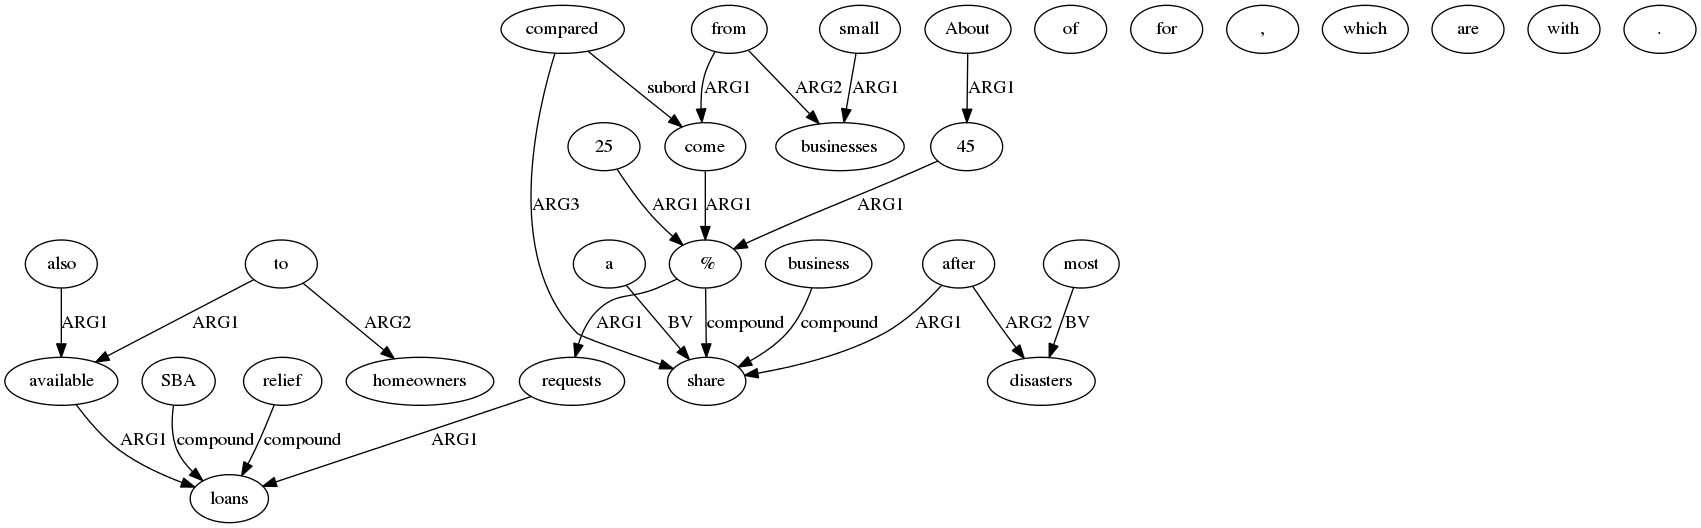 compared from small About of for , which are with .
subord ARG1 ARG2 ARG1 ARG1
25 come businesses 45
ARG3 ARG1 ARG1 ARG1
also to a % business after most
ARG1 ARG1 ARG2 ARG1 BV compound compound ARG1 ARG2 BV
available SBA relief homeowners requests share disasters
ARG1 compound compound ARG1
loans